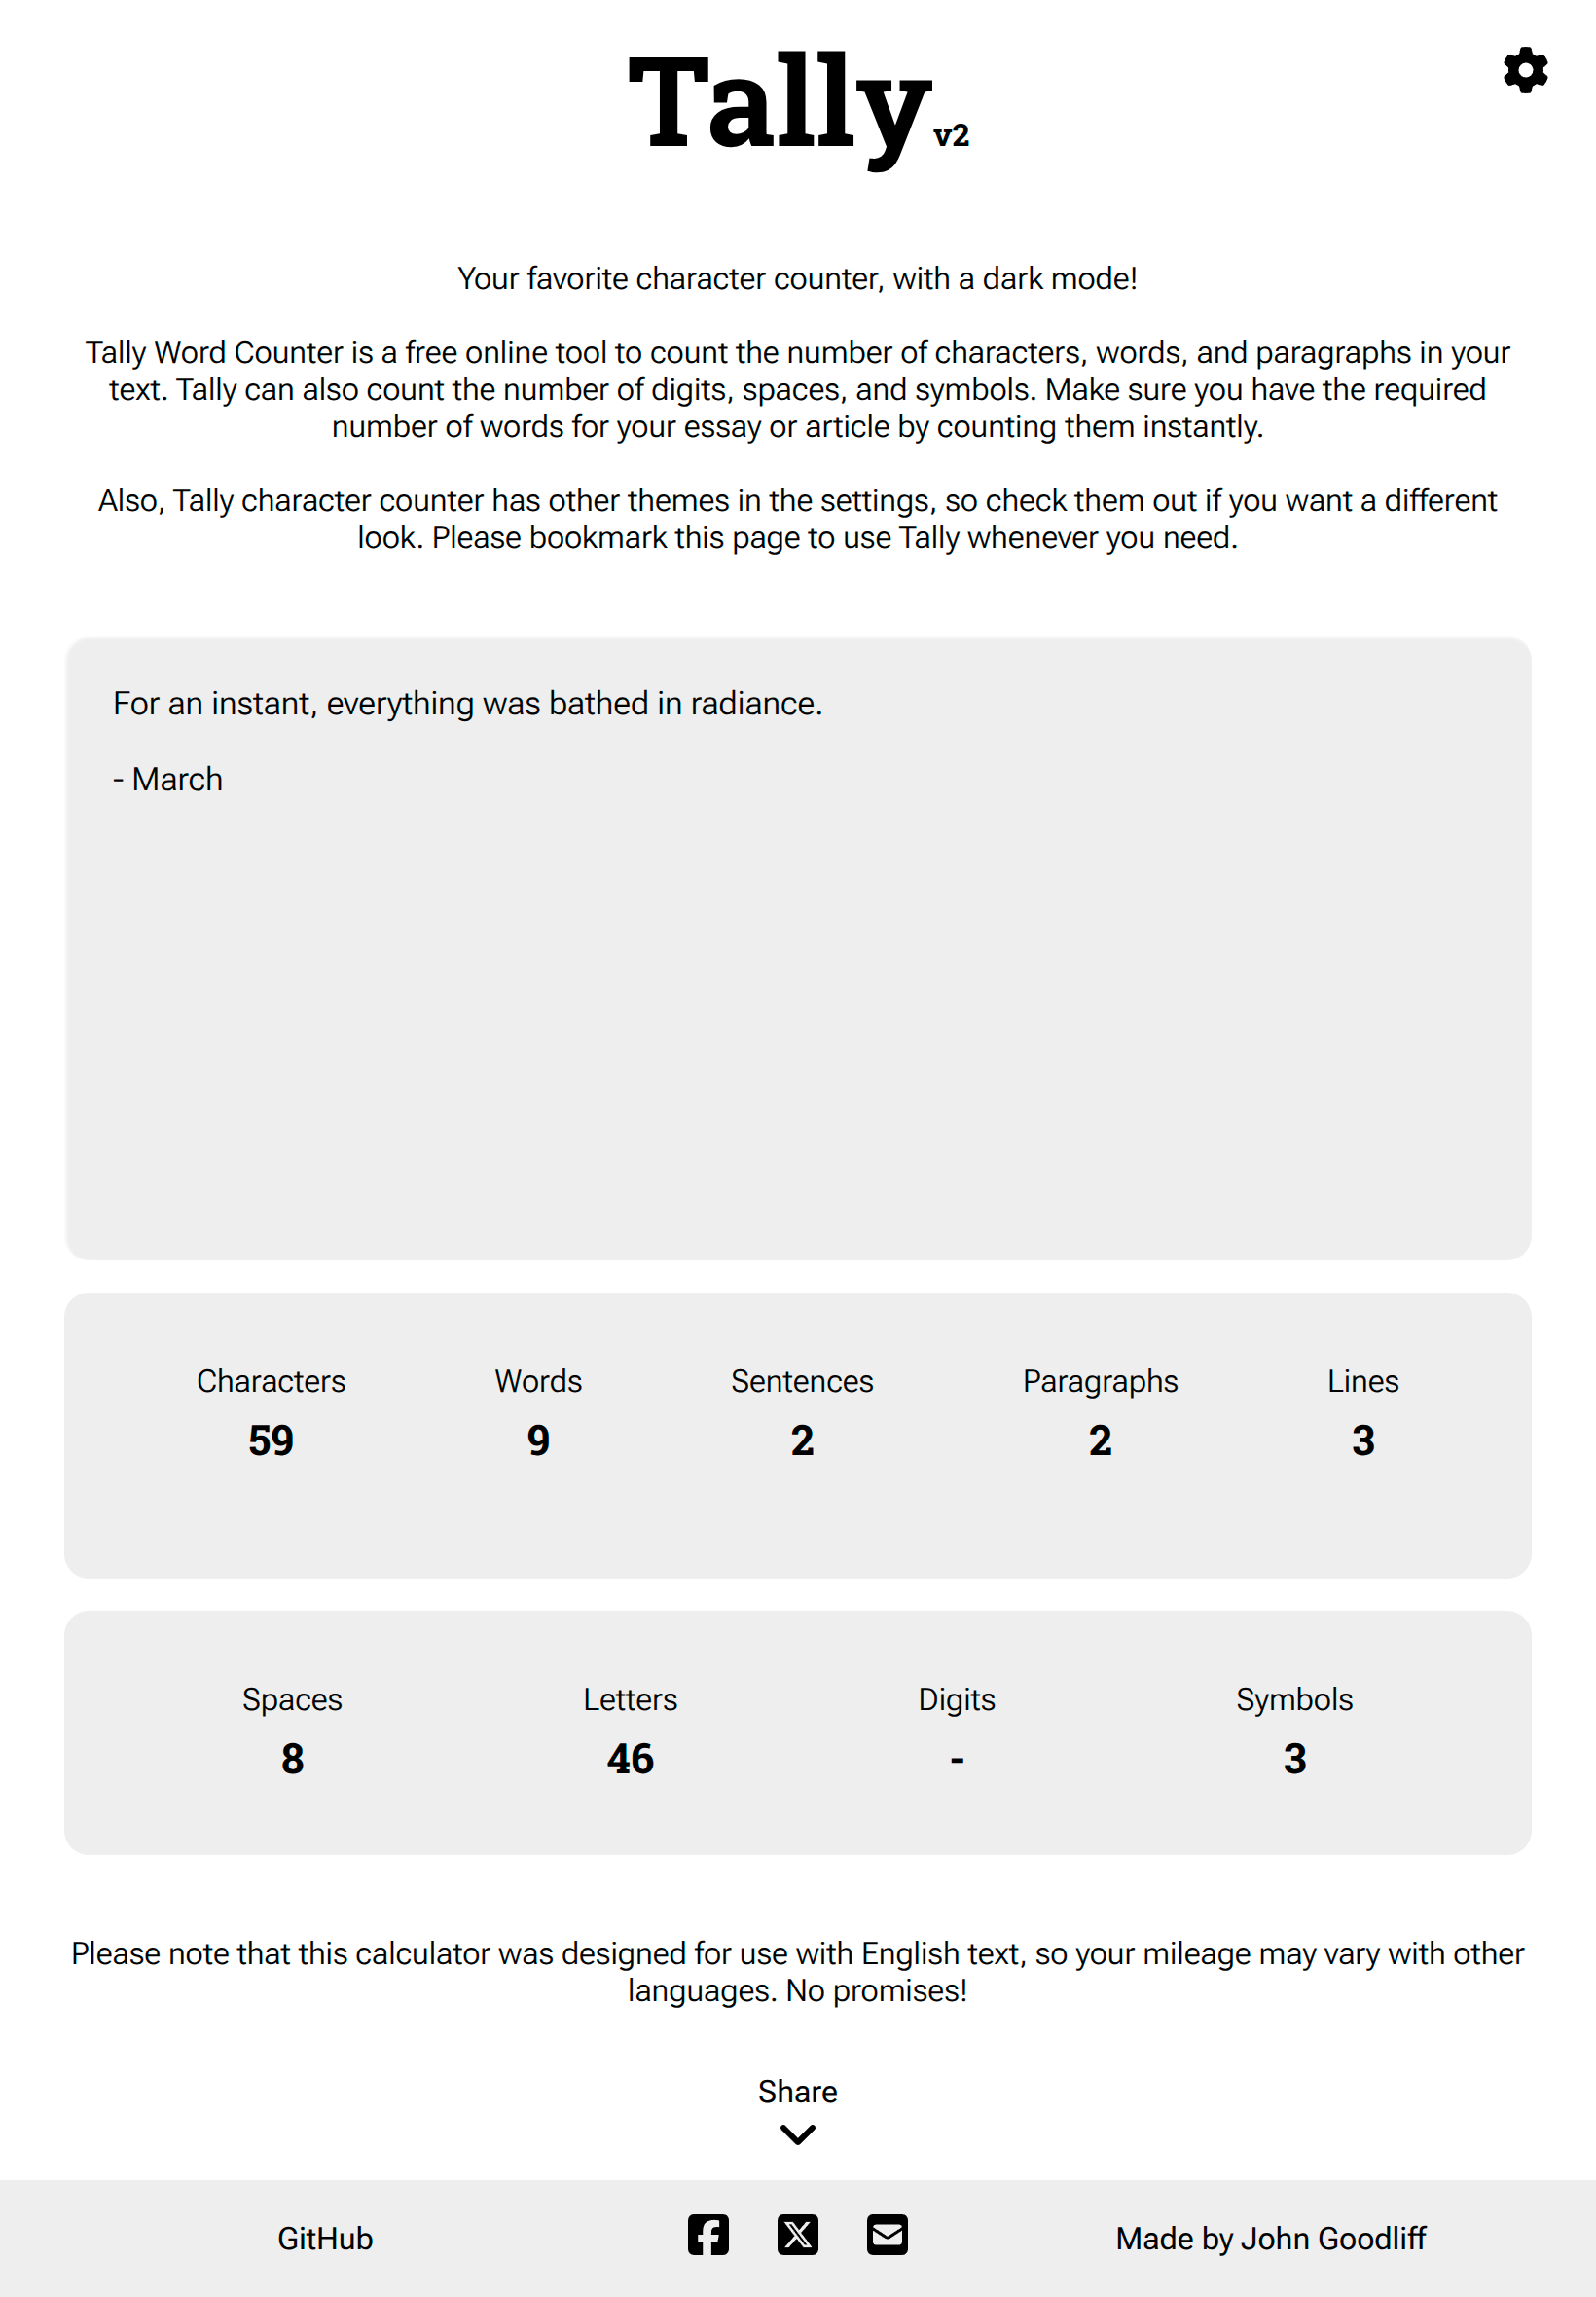 Tally v2
Your favorite character counter, with a dark mode!
Tally Word Counter is a free online tool to count the number of characters, words, and paragraphs in your
text. Tally can also count the number of digits, spaces, and symbols. Make sure you have the required
number of words for your essay or article by counting them instantly.
Also, Tally character counter has other themes in the settings, so check them out if you want a different
look. Please bookmark this page to use Tally whenever you need.
For an instant, everything was bathed in radiance.
- March
Characters Words Sentences Paragraphs Lines
59 9 2 2 3
Spaces Letters Digits Symbols
8 46 - 3
Please note that this calculator was designed for use with English text, so your mileage may vary with other
languages. No promises!
Share
GitHub Made by John Goodliff